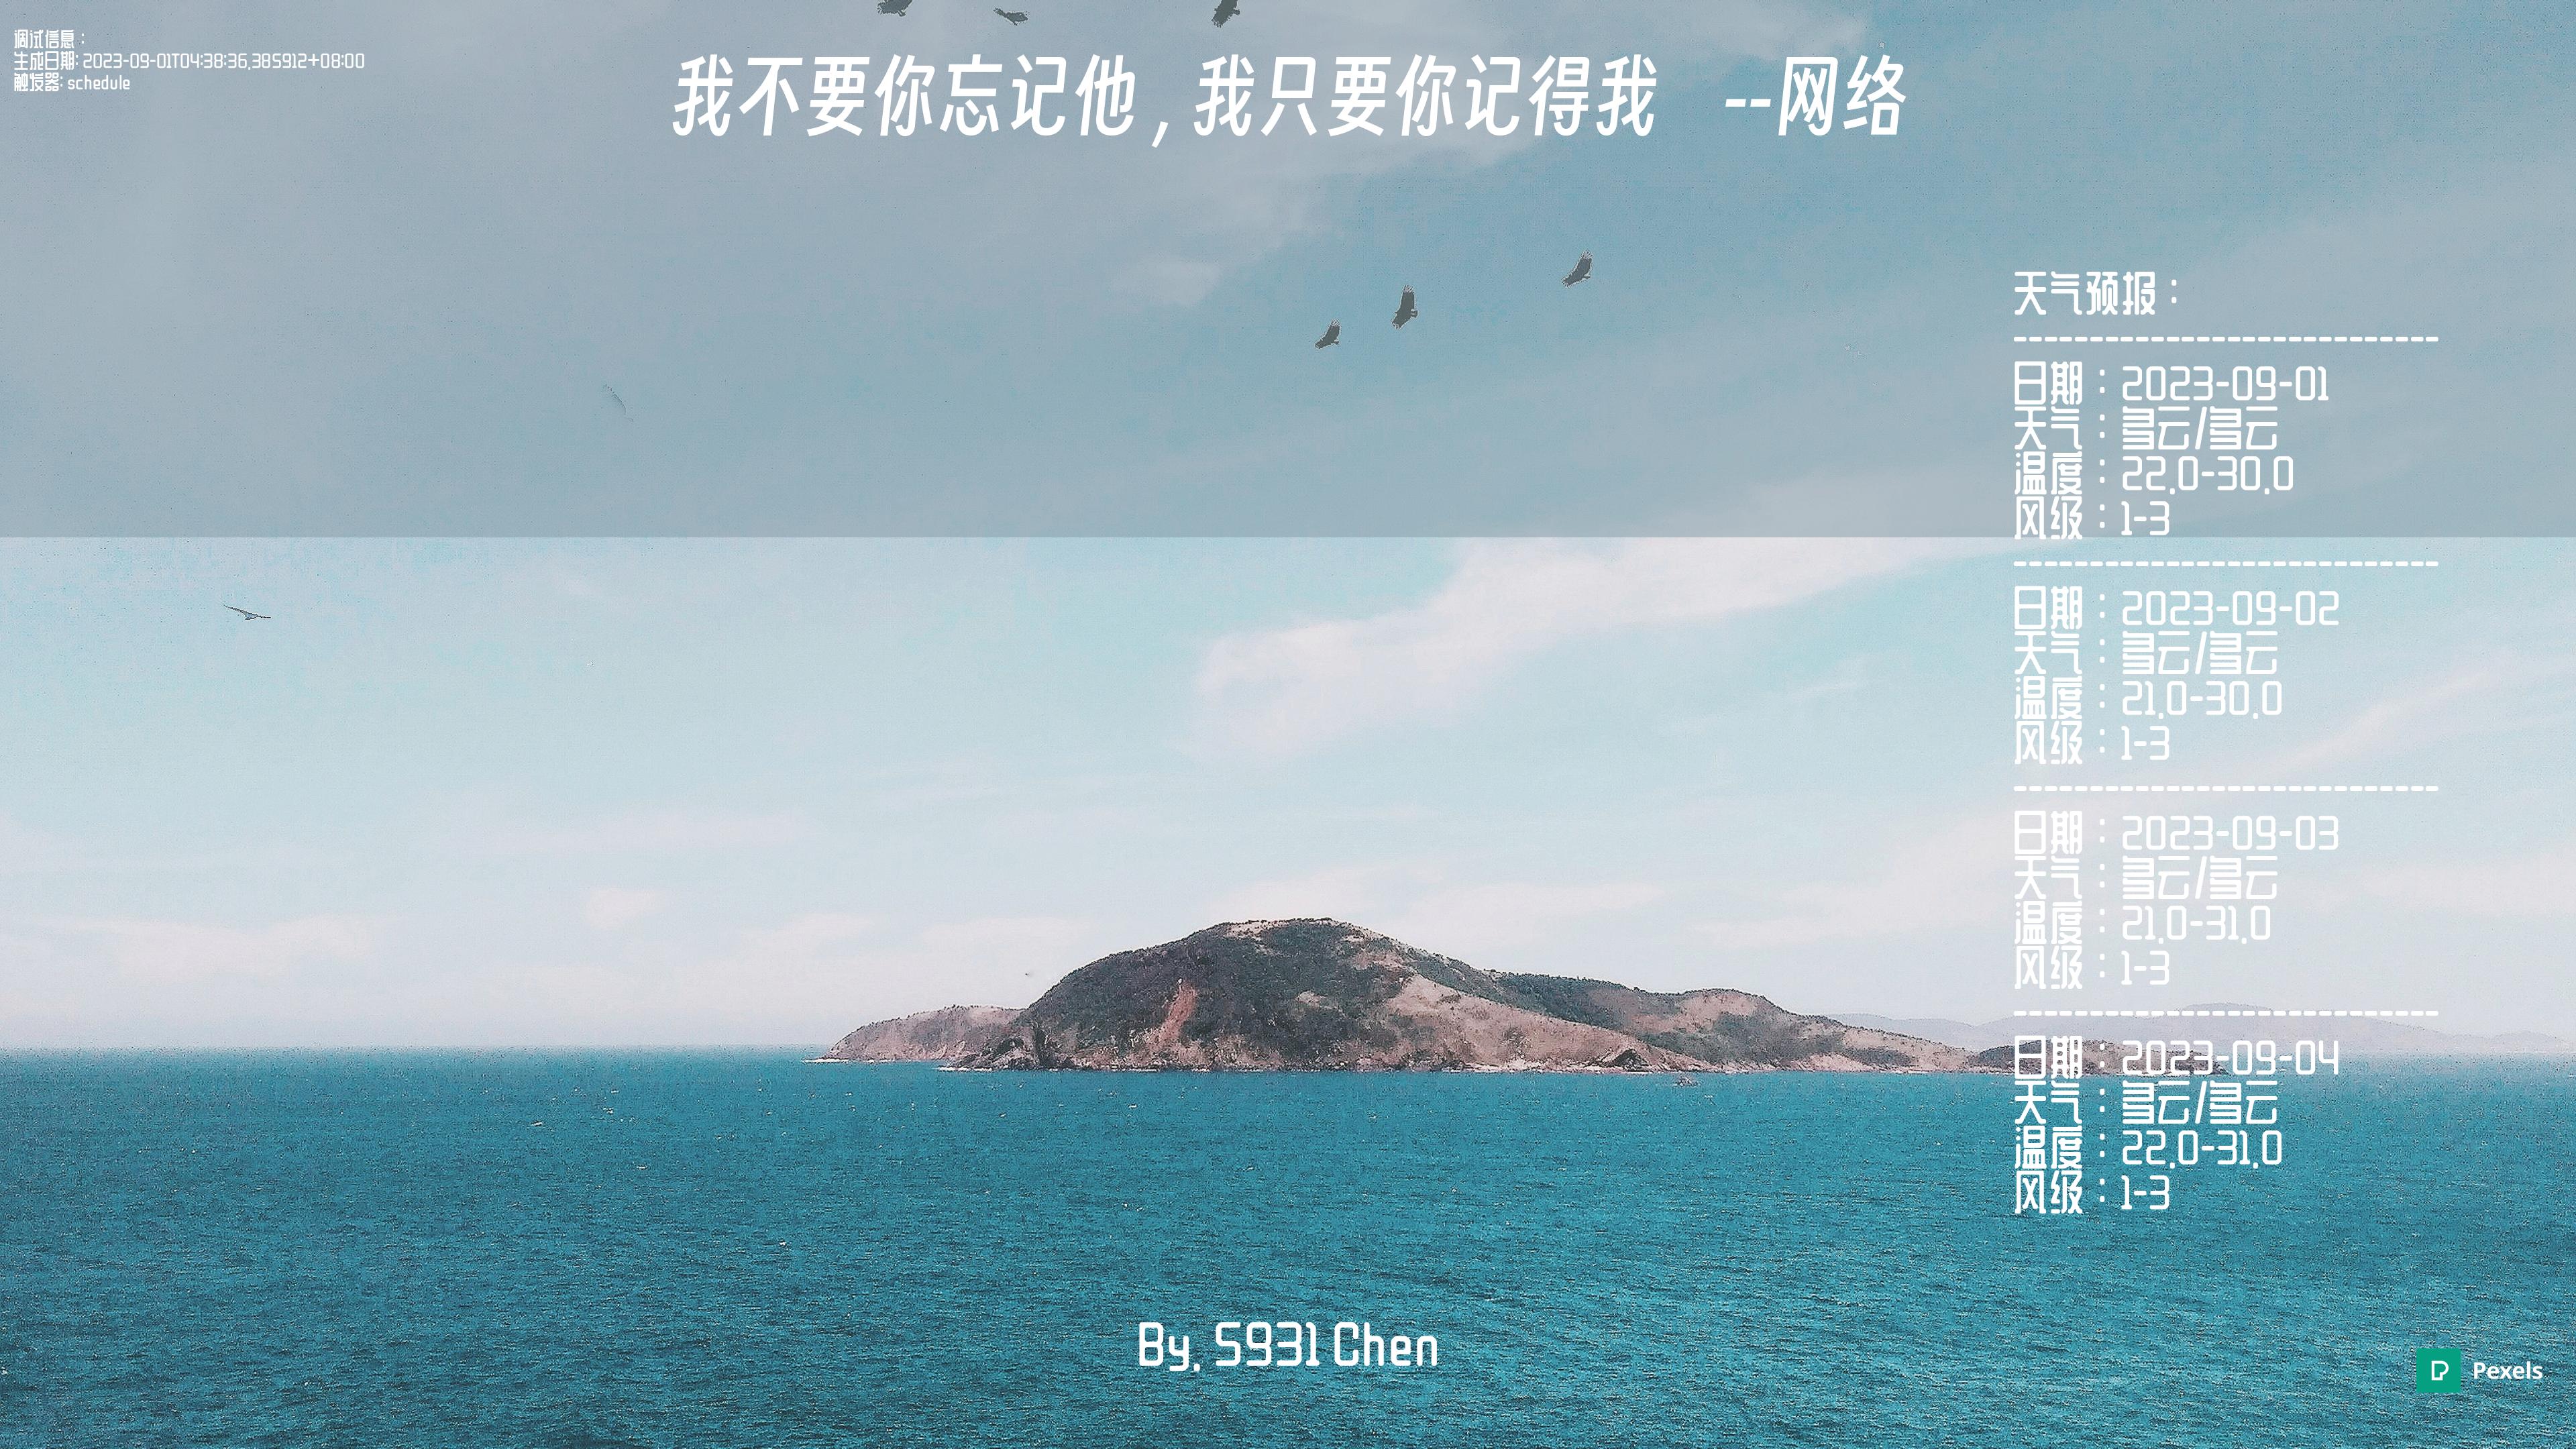 调试信息：
生成日期: 2023-09-01T04:38:36.385912+08:00
触发器: schedule
我不要你忘记他，我只要你记得我 --网络
天气预报：
----------------------------
日期：2023-09-01
天气：多云/多云
温度：22.0-30.0
风级：1-3
----------------------------
日期：2023-09-02
天气：多云/多云
温度：21.0-30.0
风级：1-3
----------------------------
日期：2023-09-03
天气：多云/多云
温度：21.0-31.0
风级：1-3
----------------------------
日期：2023-09-04
天气：多云/多云
温度：22.0-31.0
风级：1-3
By. 5931 Chen
Pexels